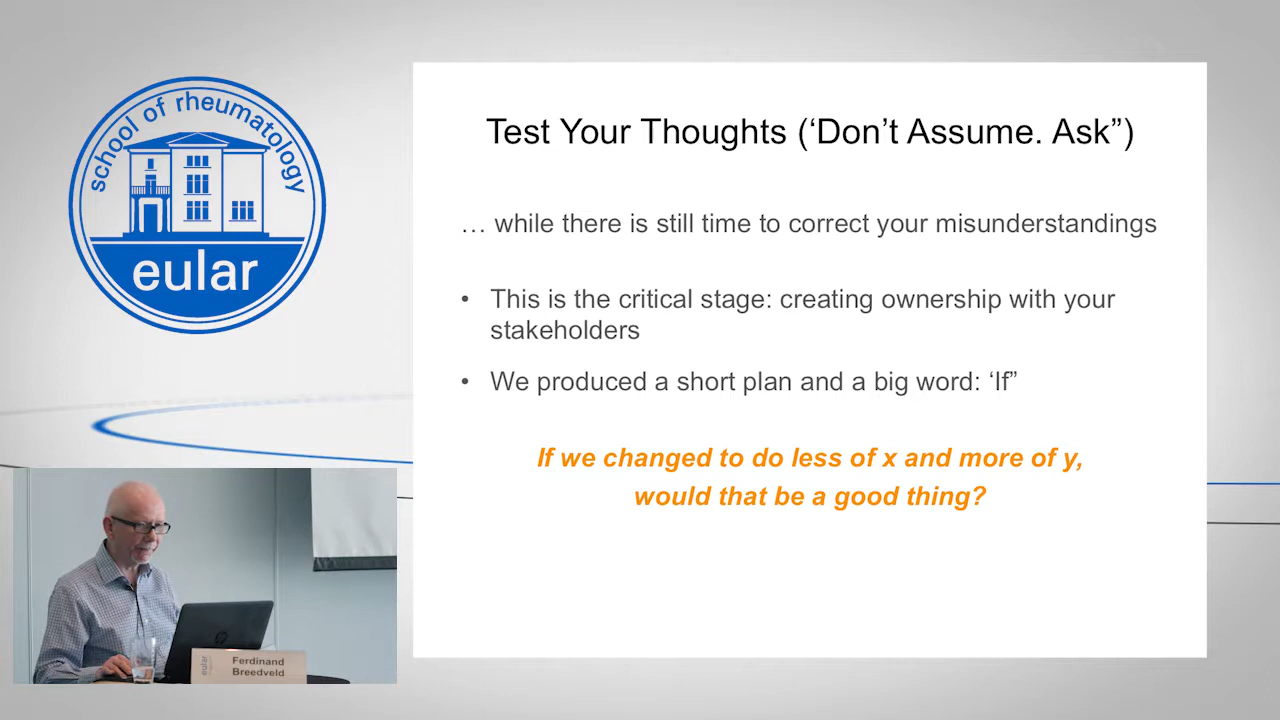 school of rheumatology
eular
Test Your Thoughts (‘Don’t Assume. Ask”)
… while there is still time to correct your misunderstandings
• This is the critical stage: creating ownership with your
stakeholders
• We produced a short plan and a big word: ‘If”
If we changed to do less of x and more of y,
would that be a good thing?
eular
Ferdinand
Breedveld